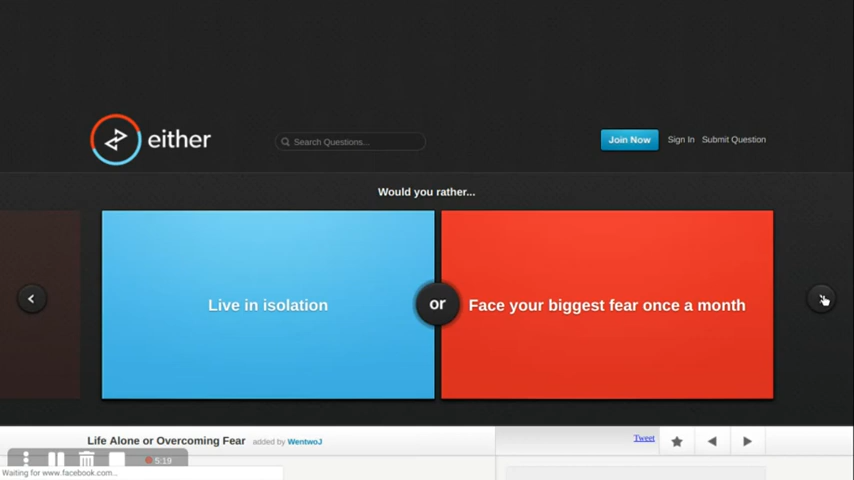 either
Search Questions...
Join Now
Sign In
Submit Question
Would you rather...
Live in isolation
or
Face your biggest fear once a month
Life Alone or Overcoming Fear
added by WentwoJ
Tweet
5:19
Waiting for www.facebook.com...